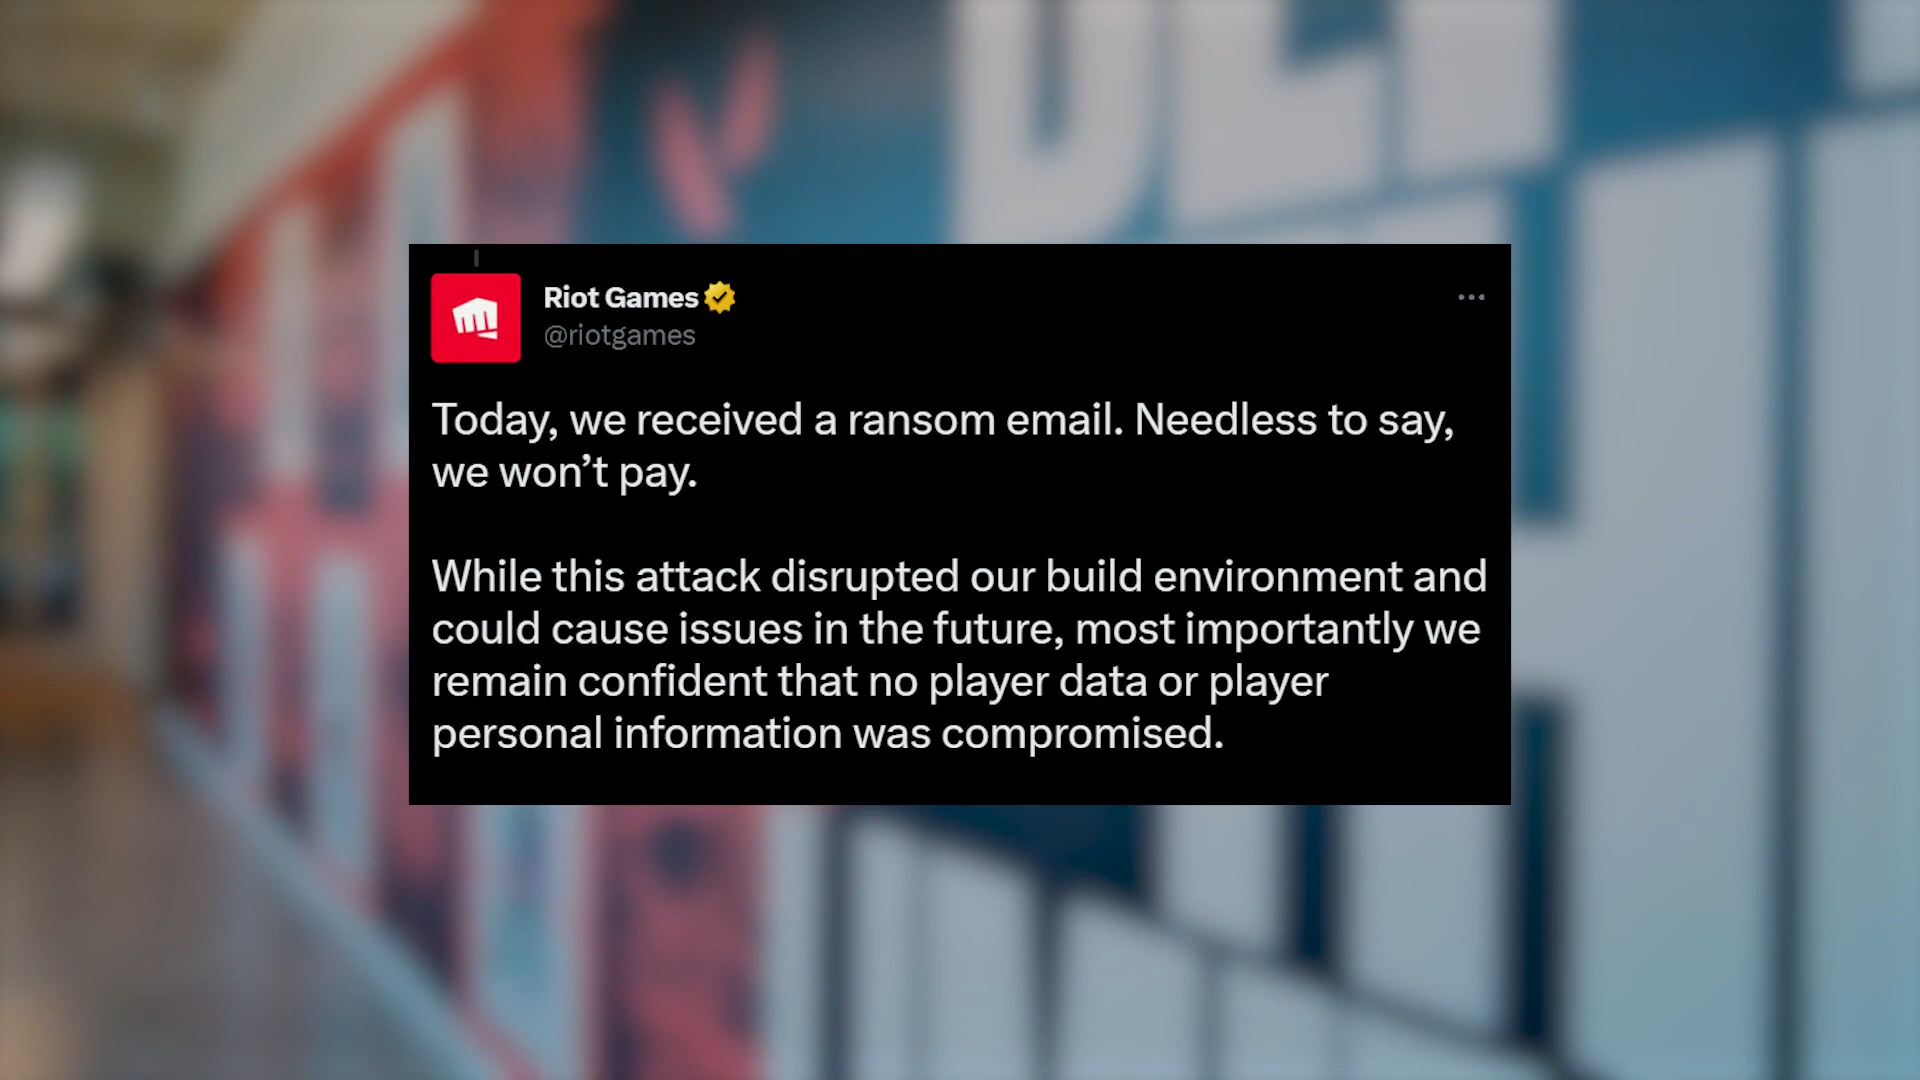 Riot Games
@riotgames
Today, we received a ransom email. Needless to say,
we won’t pay.
While this attack disrupted our build environment and
could cause issues in the future, most importantly we
remain confident that no player data or player
personal information was compromised.